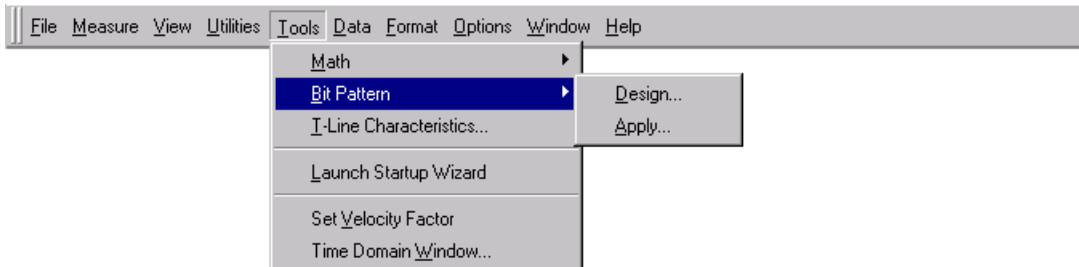 File Measure View Utilities Tools Data Format Options Window Help
Math
Bit Pattern
Design...
T-Line Characteristics...
Apply...
Launch Startup Wizard
Set Velocity Factor
Time Domain Window...